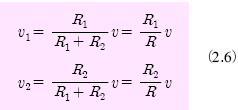 v₁ = R₁ / (R₁ + R₂) v = R₁ / R v
(2.6)
v₂ = R₂ / (R₁ + R₂) v = R₂ / R v